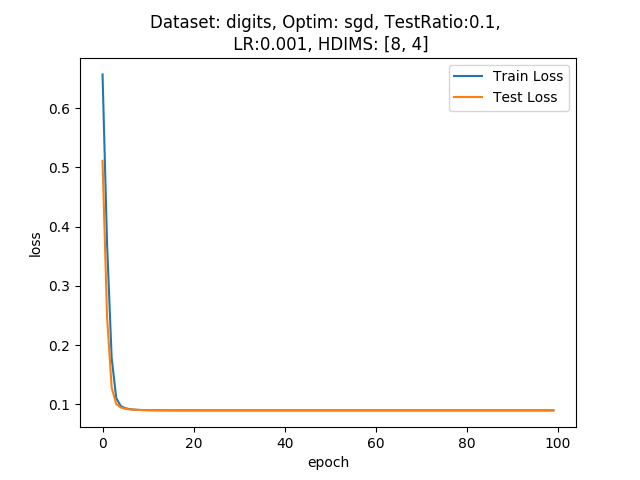 Dataset: digits, Optim: sgd, TestRatio:0.1,
LR:0.001, HDIMS: [8, 4]
Train Loss
Test Loss
0.6
0.5
0.4
0.3
0.2
0.1
loss
0 20 40 60 80 100
epoch